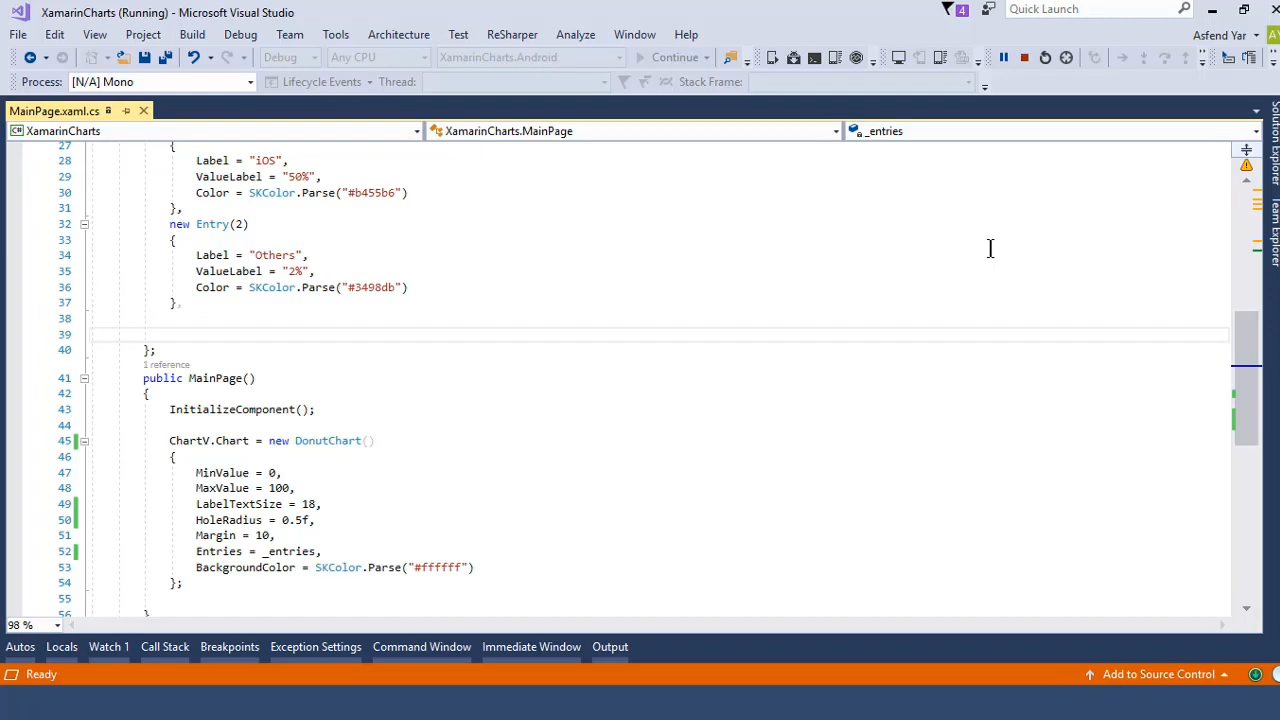 XamarinCharts (Running) - Microsoft Visual Studio
4
Quick Launch
File Edit View Project Build Debug Team Tools Architecture Test ReSharper Analyze Window Help
Asfend Yar
AY
Debug Any CPU XamarinCharts.Android Continue
Process: [N/A] Mono Lifecycle Events Thread: Stack Frame:
MainPage.xaml.cs
C# XamarinCharts XamarinCharts.MainPage _entries
27 {
28 Label = "iOS",
29 ValueLabel = "50%",
30 Color = SKColor.Parse("#b455b6")
31 },
32 new Entry(2)
33 {
34 Label = "Others",
35 ValueLabel = "2%",
36 Color = SKColor.Parse("#3498db")
37 },
38
39
40 };
1 reference
41 public MainPage()
42 {
43 InitializeComponent();
44
45 ChartV.Chart = new DonutChart()
46 {
47 MinValue = 0,
48 MaxValue = 100,
49 LabelTextSize = 18,
50 HoleRadius = 0.5f,
51 Margin = 10,
52 Entries = _entries,
53 BackgroundColor = SKColor.Parse("#ffffff")
54 };
55
56 }
98 %
Solution Explorer
Team Explorer
Autos Locals Watch 1 Call Stack Breakpoints Exception Settings Command Window Immediate Window Output
Ready
Add to Source Control